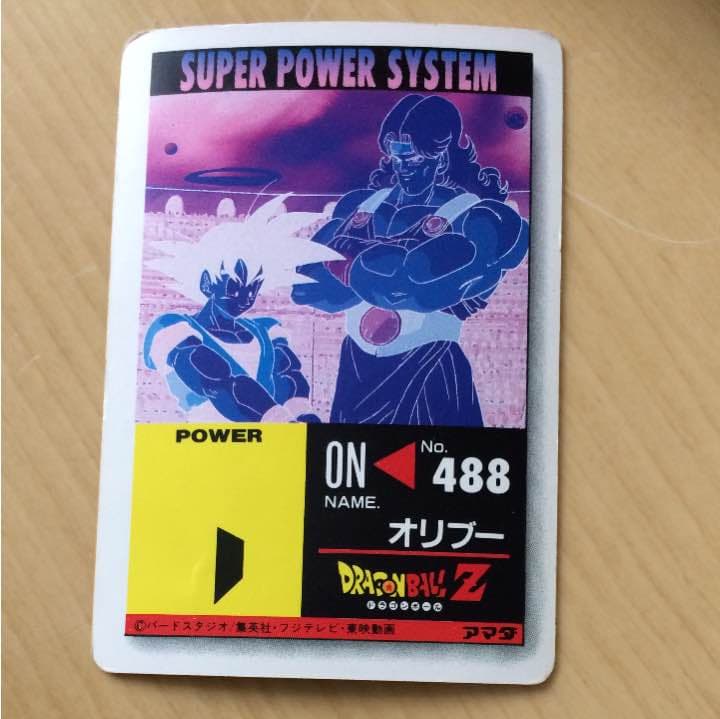 SUPER POWER SYSTEM
POWER
ON
No.
488
NAME.
オリブー
DRAGON BALL Z
ドラゴンボール
©バードスタジオ/集英社・フジテレビ・東映動画
アマダ